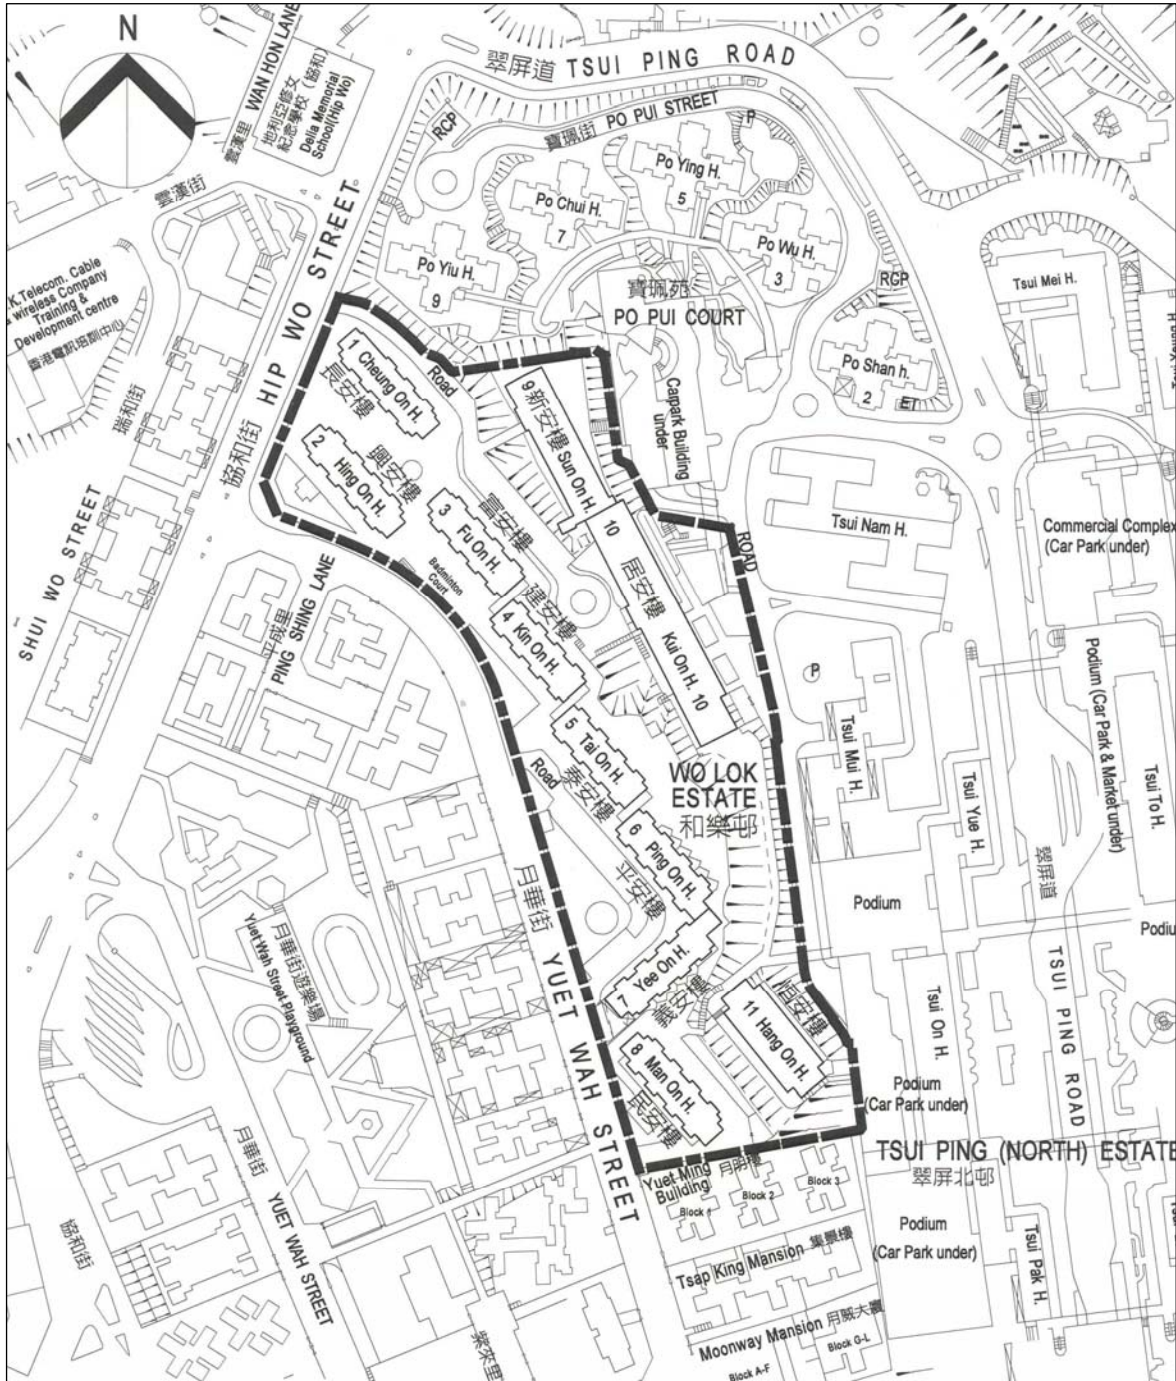 N
雲漢里 WAN HON LANE
地利亞修女
紀念學校(協和)
Delia Memorial
School(Hip Wo)
翠屏道 TSUI PING ROAD
寶珮街 PO PUI STREET
RCP
P
雲漢街
Po Ying H.
5
Po Chui H.
7
Po Wu H.
3
Po Yiu H.
9
RCP
Tsui Mei H.
.K.Telecom. Cable
& wireless Company
Training &
Development centre
香港電訊培訓中心
寶珮苑
PO PUI COURT
協和街 HIP WO STREET
瑞和街
SHUI WO STREET
1 Cheung On H.
長安樓
Road
9 新安樓 Sun On H.
Carpark Building
under
Po Shan h.
2
ET
2
Hing On H.
興安樓
3
Fu On H.
富安樓
Badminton
Court
10
居安樓
Kui On H. 10
ROAD
Tsui Nam H.
Commercial Complex
(Car Park under)
平成里
PING SHING LANE
4 Kin On H.
建安樓
P
P
5 Tai On H.
泰安樓
Road
WO LOK
ESTATE
和樂邨
Tsui Mui H.
Tsui Yue H.
Podium (Car Park & Market under)
Tsui To H.
6
Ping On H.
平安樓
翠屏道
TSUI PING ROAD
Podium
Podiu
月華街遊樂場
Yuet Wah Street Playground
月華街 YUET WAH STREET
7 Yee On H.
11 Hang On H.
恒安樓
Tsui On H.
8
Man On H.
民安樓
Podium
(Car Park under)
TSUI PING (NORTH) ESTATE
翠屏北邨
Yuet Ming
Building
月明樓
Block 1
Block 2
Block 3
月華街 YUET WAH STREET
協和街
Podium
(Car Park under)
Tsui Pak H.
Tsap King Mansion 集景樓
Moonway Mansion 月威大廈
Block A-F
Block G-L
紫來里